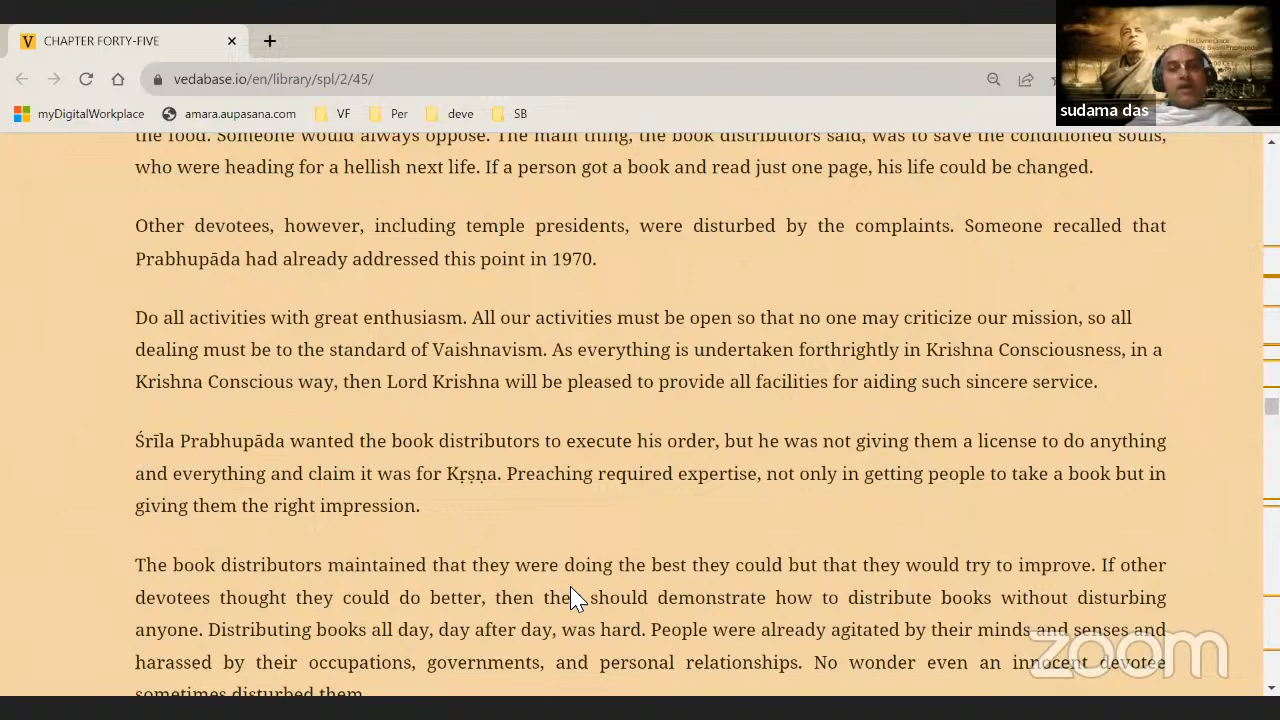 CHAPTER FORTY-FIVE
vedabase.io/en/library/spl/2/45/
myDigitalWorkplace amara.aupasana.com VF Per deve SB
sudama das
the food. Someone would always oppose. The main thing, the book distributors said, was to save the conditioned souls,
who were heading for a hellish next life. If a person got a book and read just one page, his life could be changed.
Other devotees, however, including temple presidents, were disturbed by the complaints. Someone recalled that
Prabhupāda had already addressed this point in 1970.
Do all activities with great enthusiasm. All our activities must be open so that no one may criticize our mission, so all
dealing must be to the standard of Vaishnavism. As everything is undertaken forthrightly in Krishna Consciousness, in a
Krishna Conscious way, then Lord Krishna will be pleased to provide all facilities for aiding such sincere service.
Śrīla Prabhupāda wanted the book distributors to execute his order, but he was not giving them a license to do anything
and everything and claim it was for Kṛṣṇa. Preaching required expertise, not only in getting people to take a book but in
giving them the right impression.
The book distributors maintained that they were doing the best they could but that they would try to improve. If other
devotees thought they could do better, then they should demonstrate how to distribute books without disturbing
anyone. Distributing books all day, day after day, was hard. People were already agitated by their minds and senses and
harassed by their occupations, governments, and personal relationships. No wonder even an innocent devotee
sometimes disturbed them.
zoom